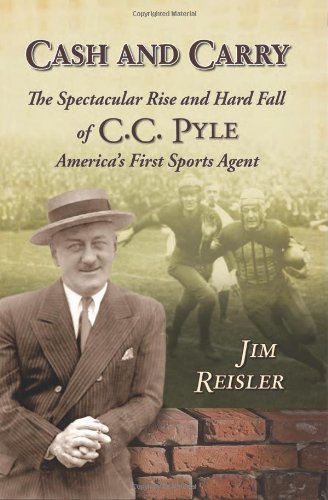 CASH AND CARRY
The Spectacular Rise and Hard Fall
of C.C. PYLE
America's First Sports Agent
JIM
REISLER